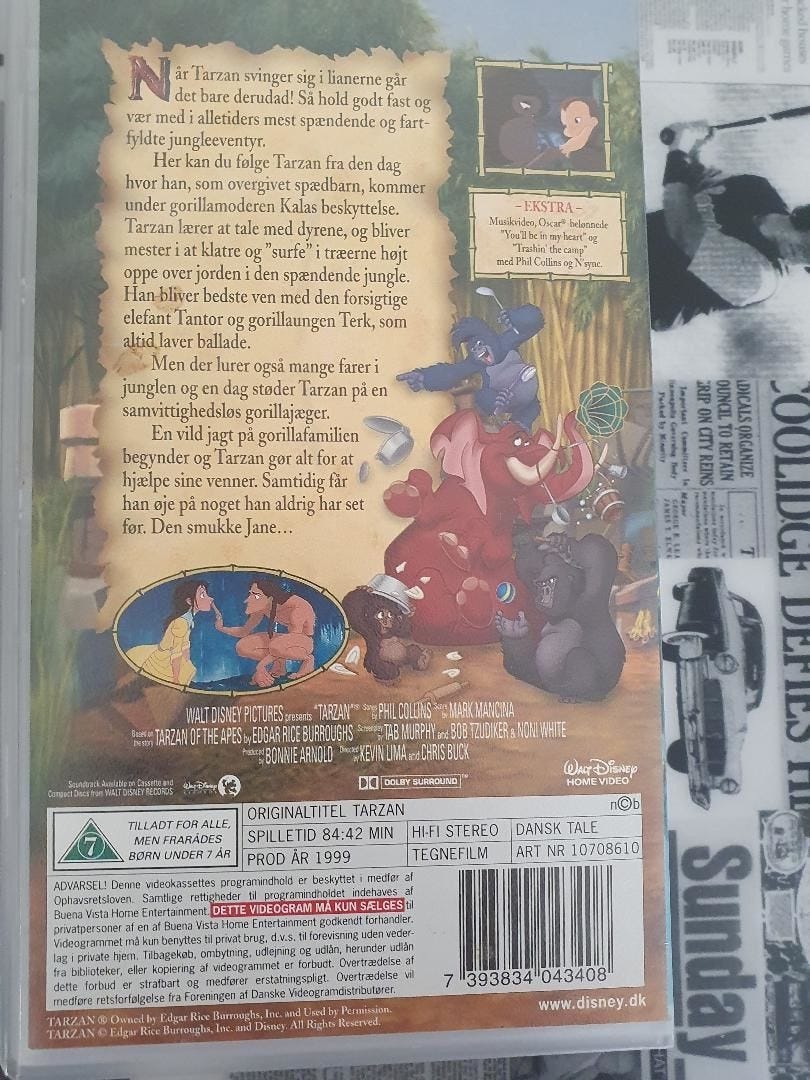 Når Tarzan svinger sig i lianerne går
det bare derudad! Så hold godt fast og
vær med i alletiders mest spændende og fart-
fyldte jungleeventyr.
Her kan du følge Tarzan fra den dag
hvor han, som overgivet spædbarn, kommer
under gorillamoderen Kalas beskyttelse.
Tarzan lærer at tale med dyrene, og bliver
mester i at klatre og "surfe" i træerne højt
oppe over jorden i den spændende jungle.
Han bliver bedste ven med den forsigtige
elefant Tantor og gorillaungen Terk, som
altid laver ballade.
Men der lurer også mange farer i
junglen og en dag støder Tarzan på en
samvittighedsløs gorillajæger.
En vild jagt på gorillafamilien
begynder og Tarzan gør alt for at
hjælpe sine venner. Samtidig får
han øje på noget han aldrig har set
før. Den smukke Jane...
- EKSTRA -
Musikvideo, Oscar® belønnede
"You'll be in my heart" og
"Trashin' the camp"
med Phil Collins og N'sync.
WALT DISNEY PICTURES presents "TARZAN" Songs by PHIL COLLINS Score by MARK MANCINA
Based on the story TARZAN OF THE APES by EDGAR RICE BURROUGHS Screenplay by TAB MURPHY and BOB TZUDIKER & NONI WHITE
Produced by BONNIE ARNOLD Directed by KEVIN LIMA and CHRIS BUCK
Soundtrack Available on Cassette and
Compact Discs from WALT DISNEY RECORDS
Walt Disney
DOLBY SURROUND
Walt Disney
HOME VIDEO
7
TILLADT FOR ALLE,
MEN FRARÅDES
BØRN UNDER 7 ÅR
ORIGINALTITEL TARZAN
n©b
SPILLETID 84:42 MIN
HI-FI STEREO
DANSK TALE
PROD ÅR 1999
TEGNEFILM
ART NR 10708610
ADVARSEL! Denne videokassettes programindhold er beskyttet i medfør af
Ophavsretsloven. Samtlige rettigheder til programindholdet indehaves af
Buena Vista Home Entertainment. DETTE VIDEOGRAM MÅ KUN SÆLGES til
privatpersoner af en af Buena Vista Home Entertainment godkendt forhandler.
Videogrammet må kun benyttes til privat brug, d.v.s. til forevisning uden veder-
lag i private hjem. Tilbagekøb, ombytning, udlejning og udlån, herunder udlån
fra biblioteker, eller kopiering af videogrammet er forbudt. Overtrædelse af
dette forbud er strafbart og medfører erstatningspligt. Overtrædelse vil
medføre retsforfølgelse fra Foreningen af Danske Videogramdistributører.
7 393834 043408
www.disney.dk
TARZAN ® Owned by Edgar Rice Burroughs, Inc. and Used by Permission.
TARZAN © Edgar Rice Burroughs, Inc. and Disney. All Rights Reserved.
DICALS ORGANIZE
OUNCIL TO RETAIN
RIP ON CITY REINS
OOLIDGE DEFIES
Sunday